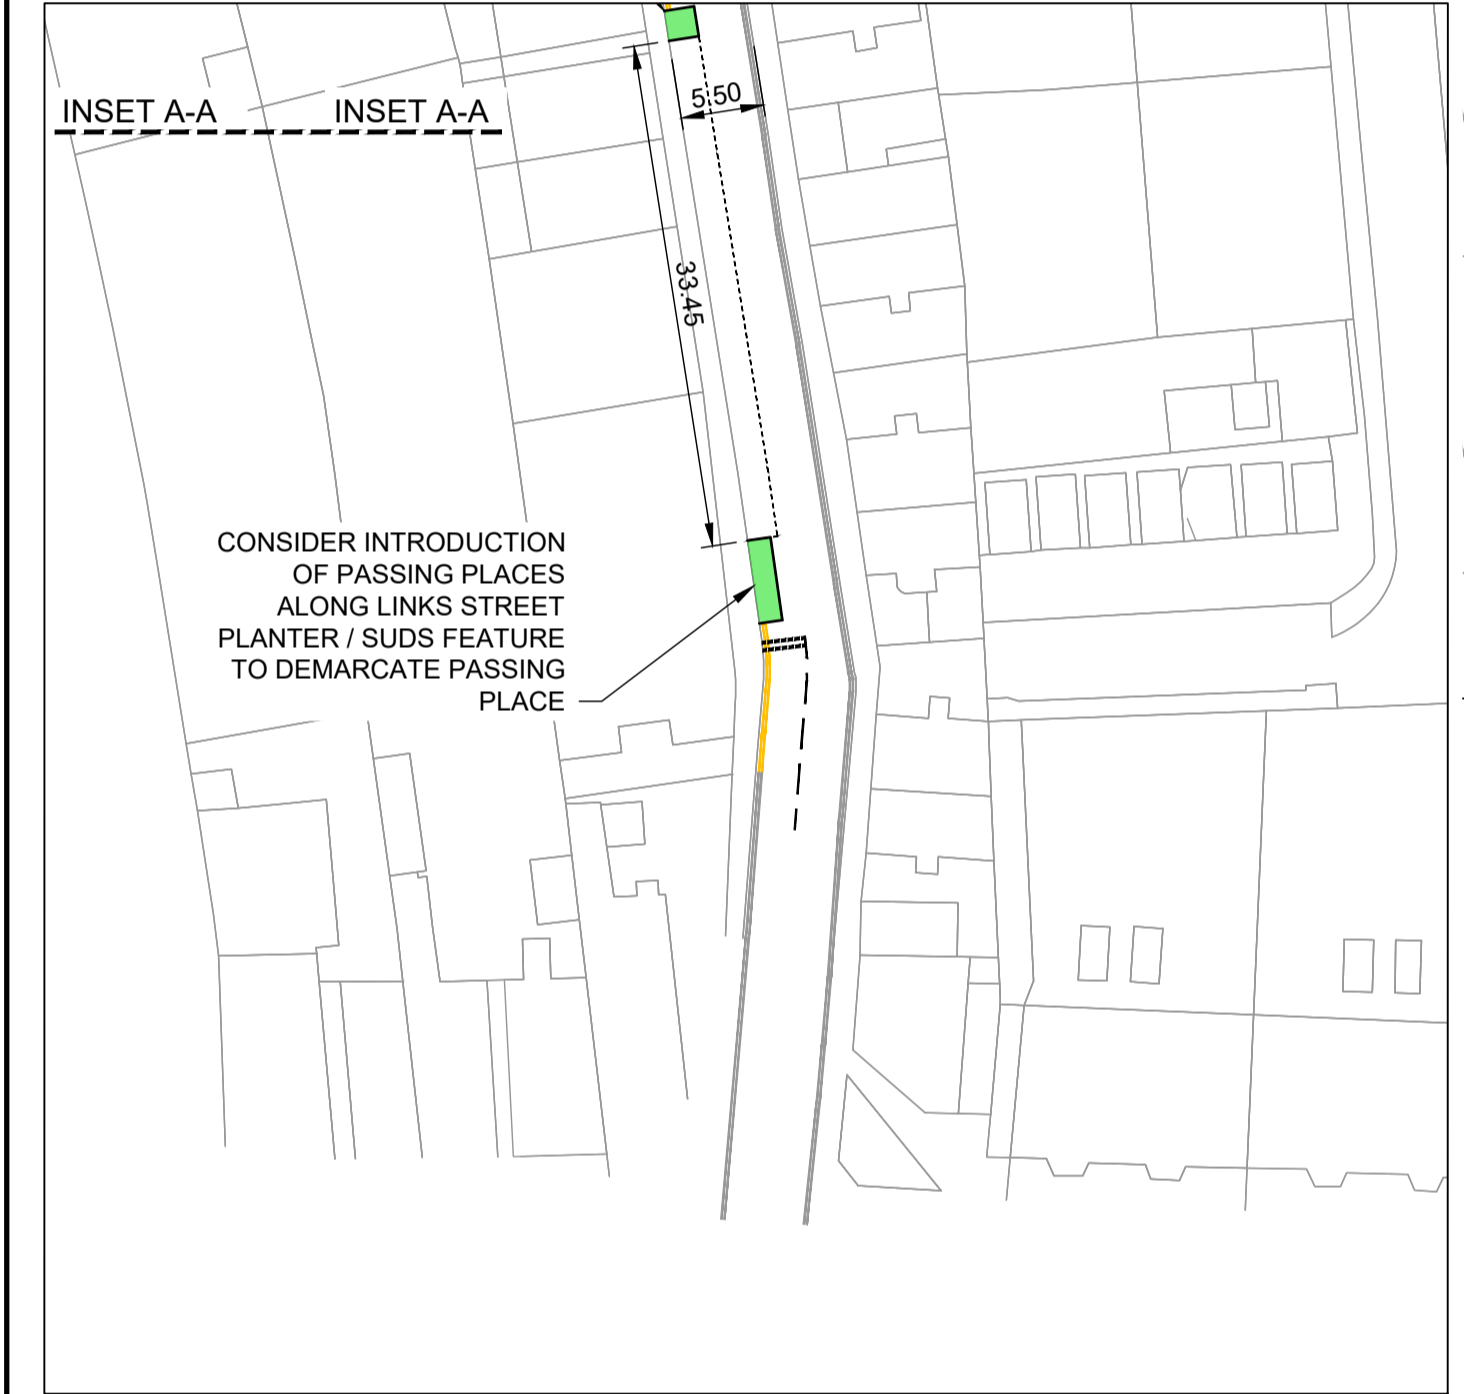 5.50
INSET A-A INSET A-A
33.45
CONSIDER INTRODUCTION
OF PASSING PLACES
ALONG LINKS STREET
PLANTER / SUDS FEATURE
TO DEMARCATE PASSING
PLACE